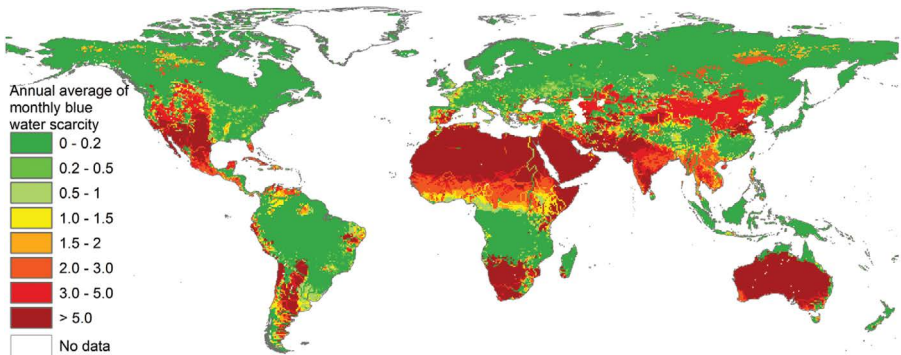 Annual average of
monthly blue
water scarcity
0 - 0.2
0.2 - 0.5
0.5 - 1
1.0 - 1.5
1.5 - 2
2.0 - 3.0
3.0 - 5.0
> 5.0
No data